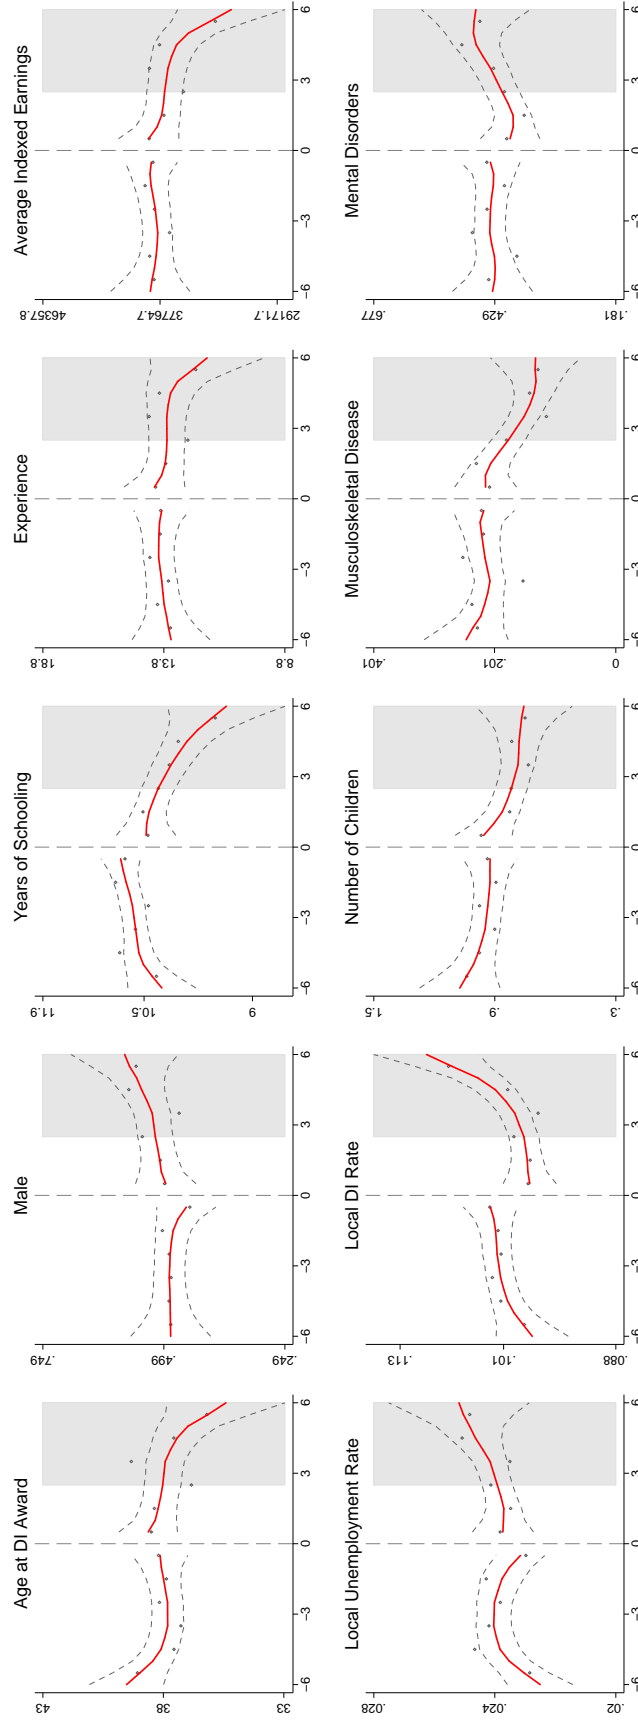 Age at DI Award
43
38
33
−6 −3 0 3 6
Male
.749
.499
.249
−6 −3 0 3 6
Years of Schooling
11.9
10.5
9
−6 −3 0 3 6
Experience
18.8
13.8
8.8
−6 −3 0 3 6
Average Indexed Earnings
46357.8
37764.7
29171.7
−6 −3 0 3 6
Local Unemployment Rate
.028
.024
.02
−6 −3 0 3 6
Local DI Rate
.113
.101
.088
−6 −3 0 3 6
Number of Children
1.5
.9
.3
−6 −3 0 3 6
Musculoskeletal Disease
.401
.201
0
−6 −3 0 3 6
Mental Disorders
.677
.429
.181
−6 −3 0 3 6